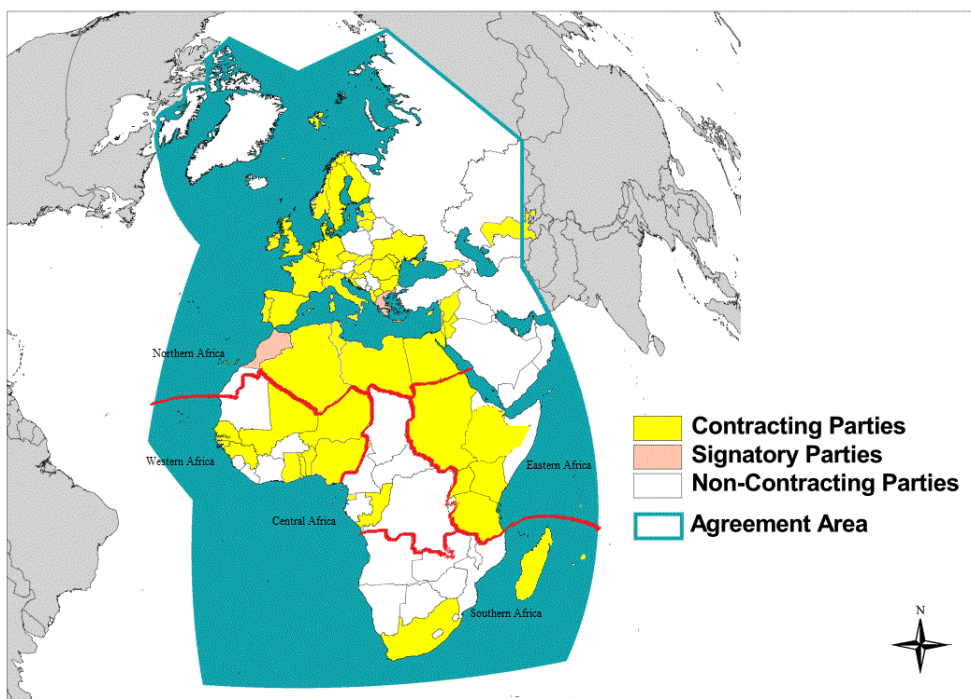 Northern Africa
Western Africa
Central Africa
Eastern Africa
Southern Africa
Contracting Parties
Signatory Parties
Non-Contracting Parties
Agreement Area
N